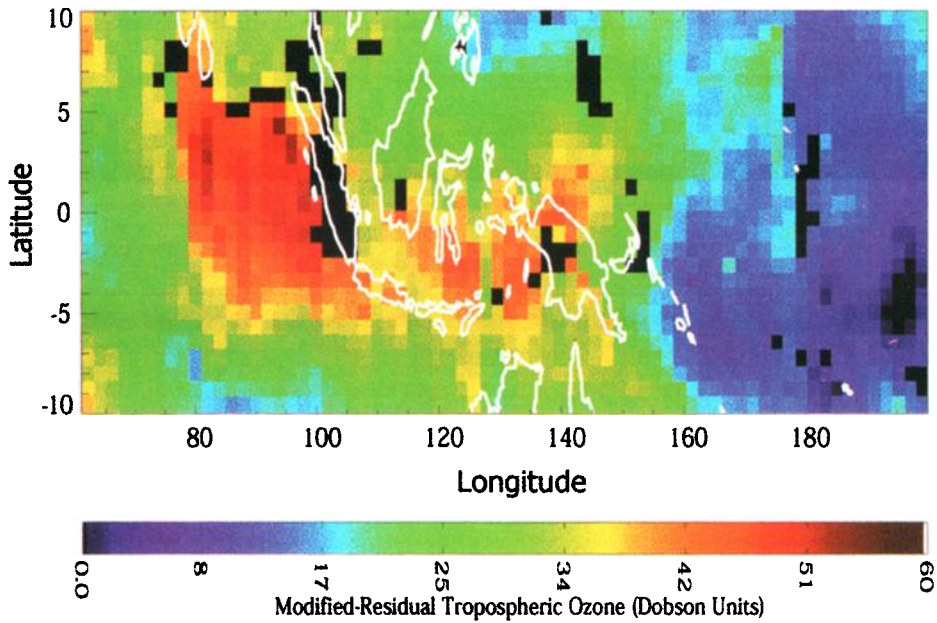 10
5
0
-5
-10
Latitude
80 100 120 140 160 180
Longitude
0.0 8 17 25 34 42 51 60
Modified-Residual Tropospheric Ozone (Dobson Units)